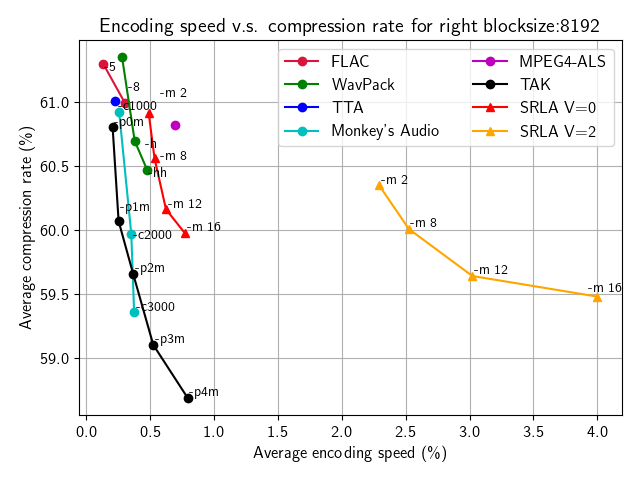 Encoding speed v.s. compression rate for right blocksize:8192
FLAC
WavPack
TTA
Monkey's Audio
MPEG4-ALS
TAK
SRLA V=0
SRLA V=2
-8
-m 2
-c1000
-p0m
-h
-m 8
-hh
-m 2
-p1m
-m 12
-m 16
-m 8
-c2000
-p2m
-m 12
-m 16
-c3000
-p3m
-p4m
61.0
60.5
60.0
59.5
59.0
Average compression rate (%)
0.0 0.5 1.0 1.5 2.0 2.5 3.0 3.5 4.0
Average encoding speed (%)